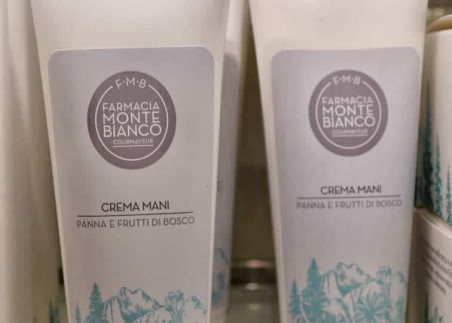 F·M·B
FARMACIA
MONTE
BIANCO
COURMAYEUR
CREMA MANI
PANNA E FRUTTI DI BOSCO
F·M·B
FARMACIA
MONTE
BIANCO
COURMAYEUR
CREMA MANI
PANNA E FRUTTI DI BOSCO